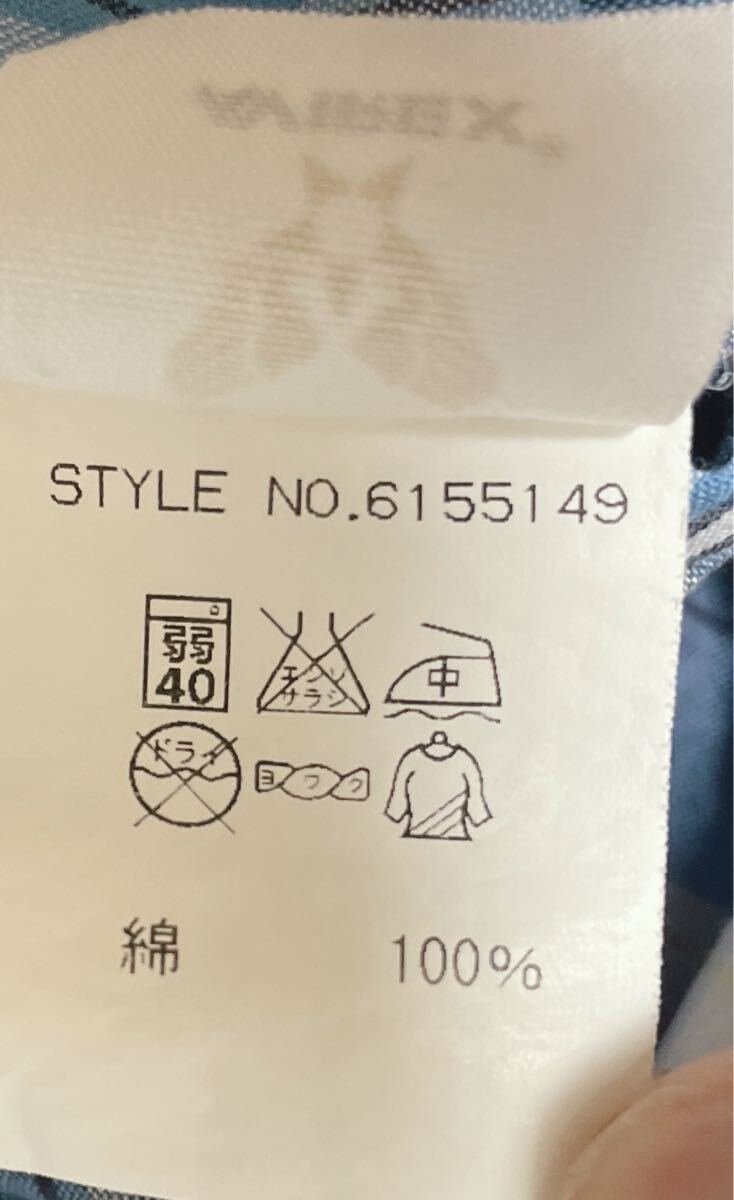 AVIREX
STYLE NO.6155149
弱
40
エンソ
サラシ
中
ドライ
ヨワク
綿 100%